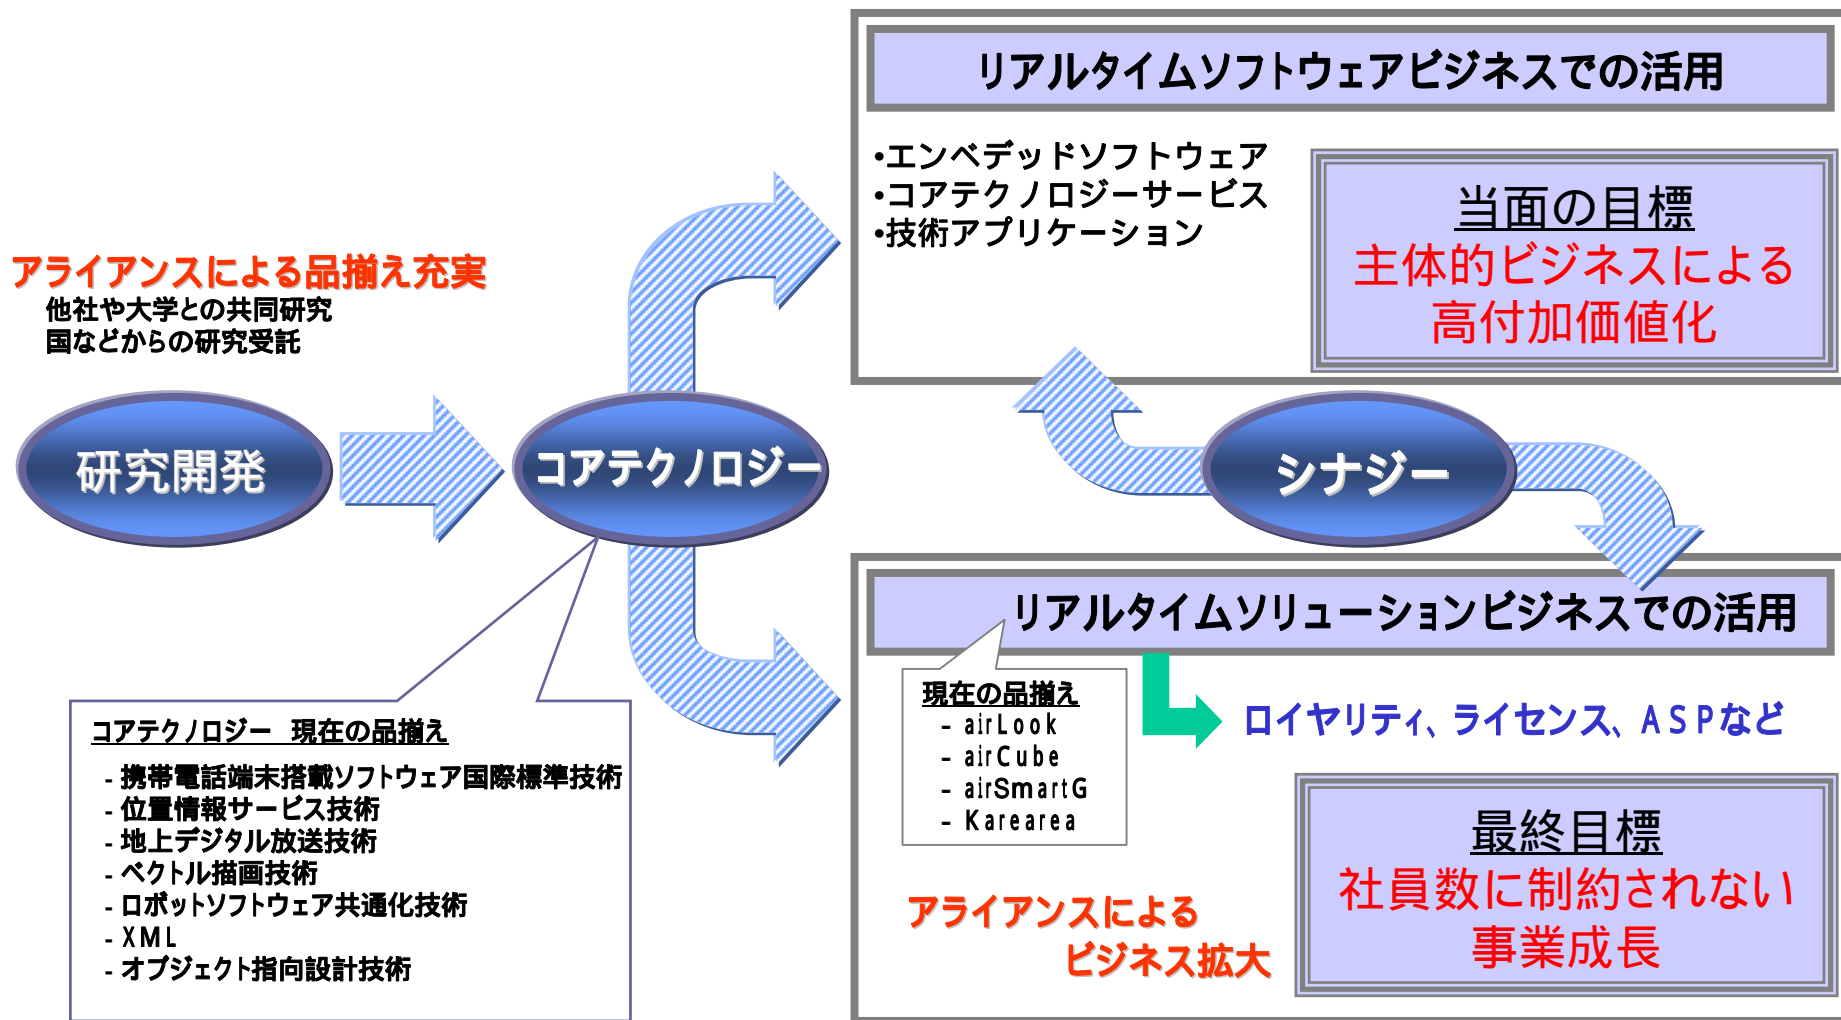 リアルタイムソフトウェアビジネスでの活用
•エンベデッドソフトウェア
•コアテクノロジーサービス
•技術アプリケーション
当面の目標
主体的ビジネスによる
高付加価値化
アライアンスによる品揃え充実
他社や大学との共同研究
国などからの研究受託
研究開発
コアテクノロジー
シナジー
リアルタイムソリューションビジネスでの活用
現在の品揃え
– airLook
– airCube
– airSmartG
– Karearea
ロイヤリティ、ライセンス、ASPなど
コアテクノロジー 現在の品揃え
- 携帯電話端末搭載ソフトウェア国際標準技術
- 位置情報サービス技術
- 地上デジタル放送技術
- ベクトル描画技術
- ロボットソフトウェア共通化技術
- XML
- オブジェクト指向設計技術
アライアンスによる
ビジネス拡大
最終目標
社員数に制約されない
事業成長